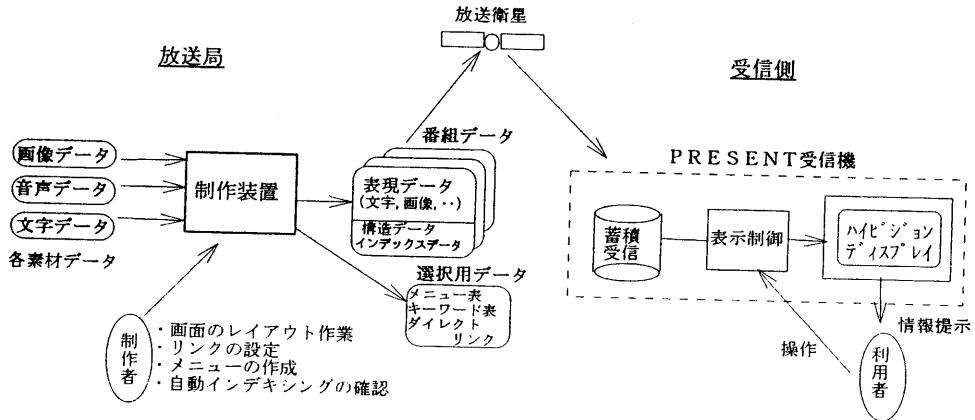 放送衛星
放送局
受信側
画像データ
音声データ
文字データ
各素材データ
制作装置
番組データ
表現データ
(文字,画像,‥)
構造データ
インデックスデータ
選択用データ
メニュー表
キーワード表
ダイレクト
リンク
制作者
・画面のレイアウト作業
・リンクの設定
・メニューの作成
・自動インデキシングの確認
PRESENT受信機
蓄積
受信
表示制御
ハイビジョン
ディスプレイ
情報提示
操作
利用者